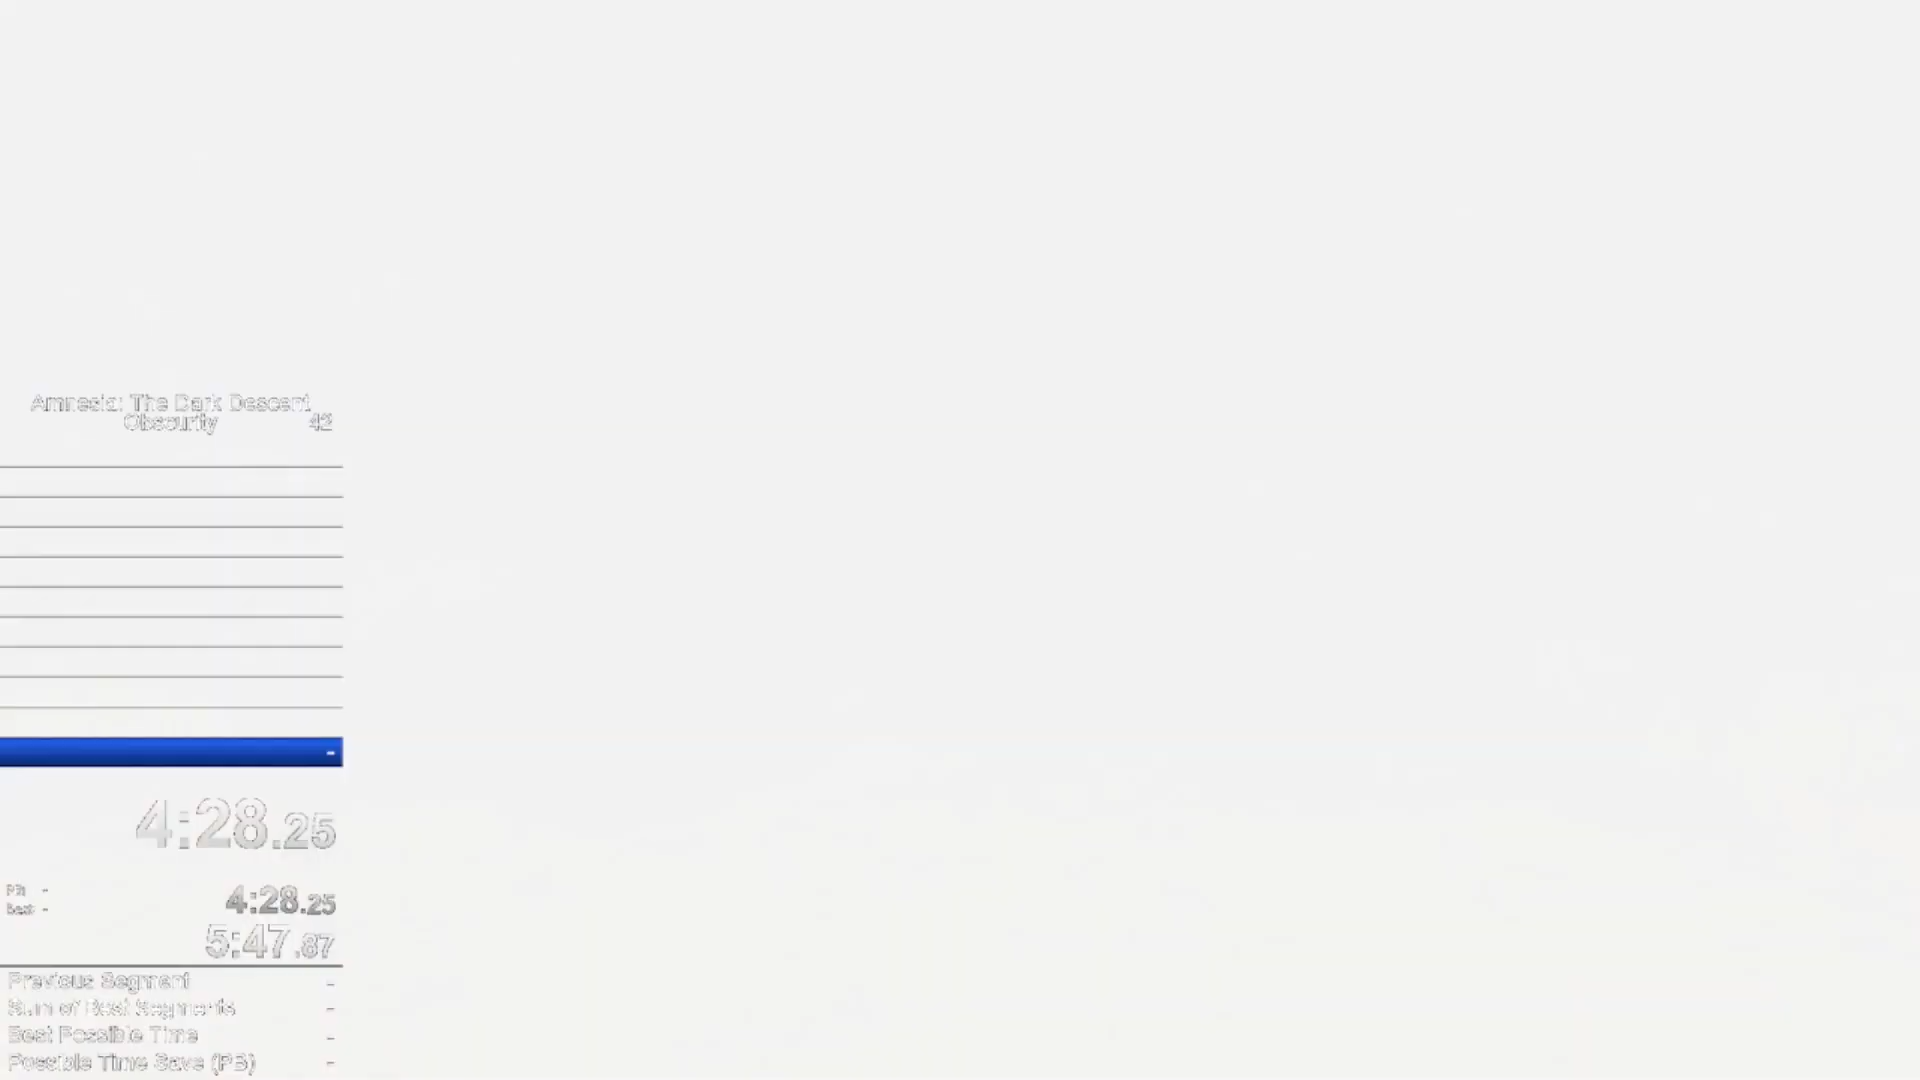 Amnesia: The Dark Descent
Obscurity 42
-
4:28.25
PB: -
Best: -
4:28.25
5:47.87
Previous Segment -
Sum of Best Segments -
Best Possible Time -
Possible Time Save (PB) -